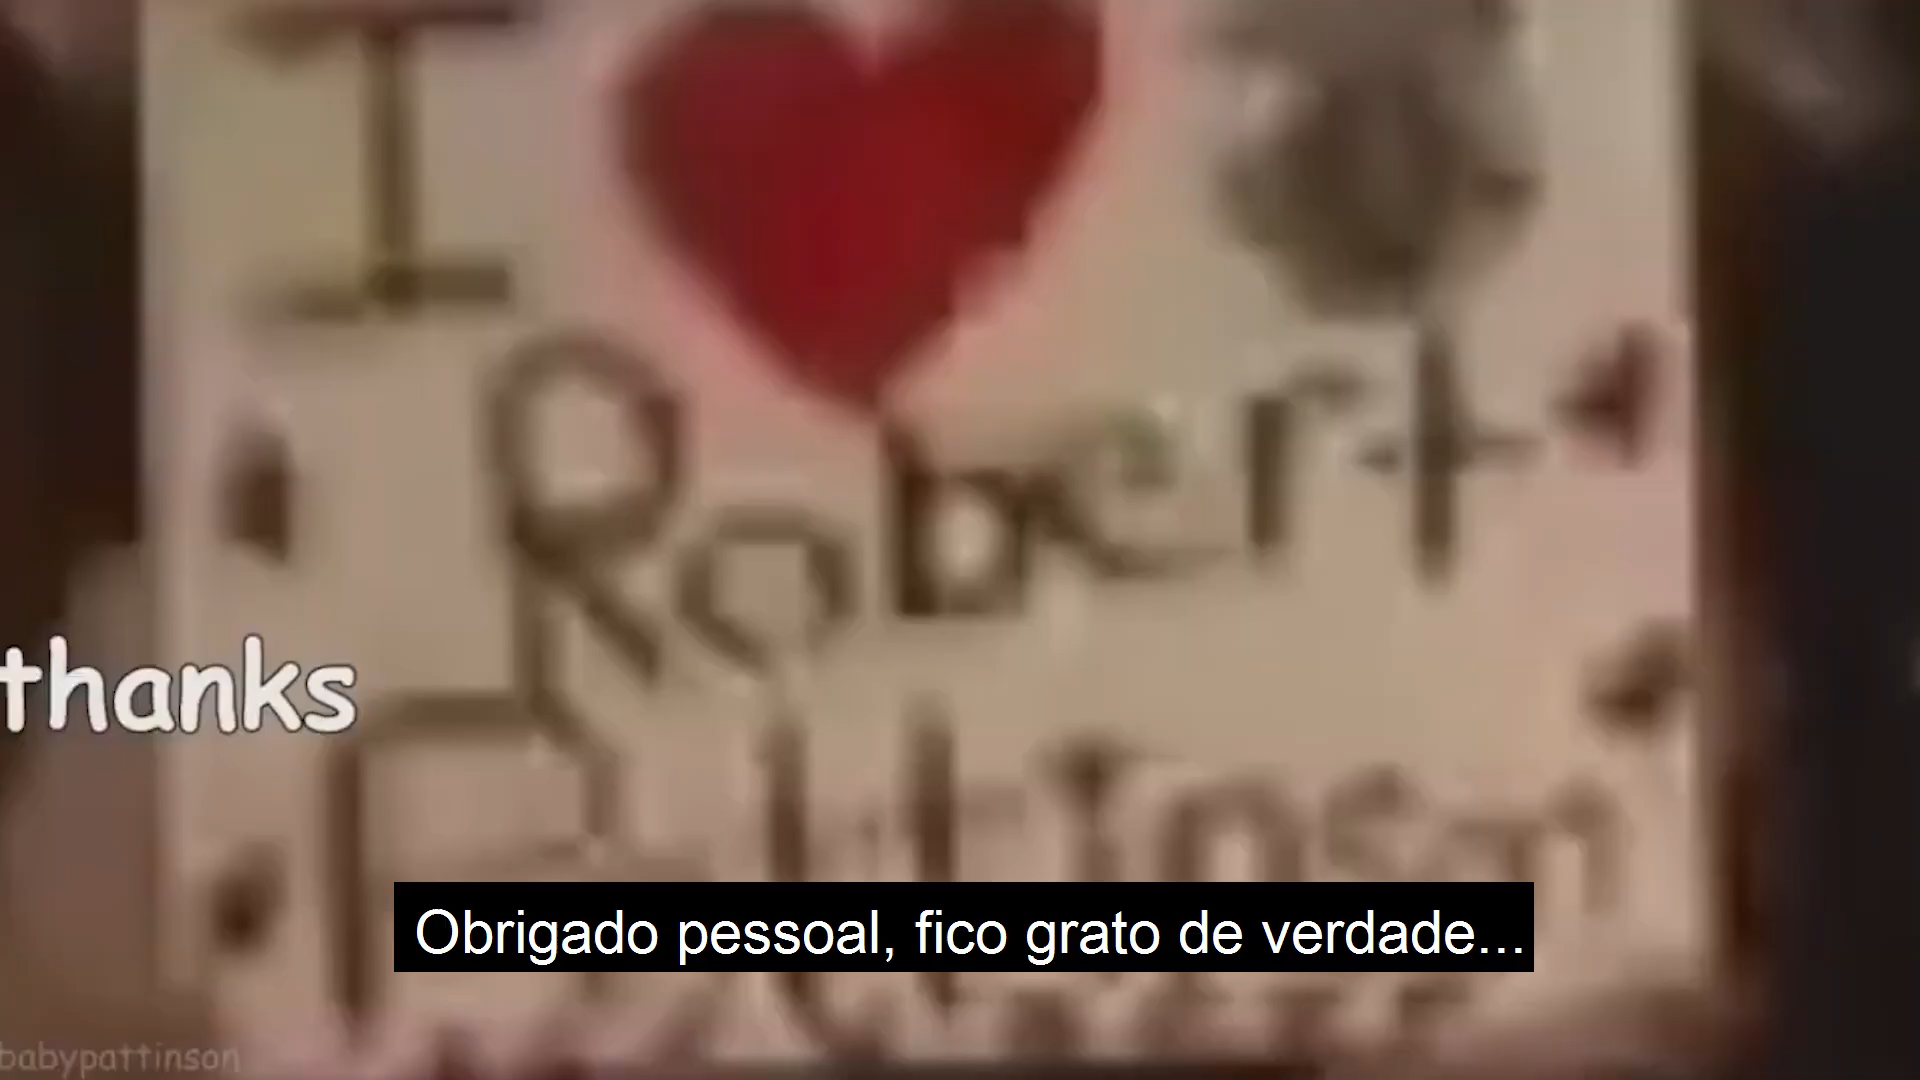 I
Robert
thanks
Obrigado pessoal, fico grato de verdade...
babypattinson